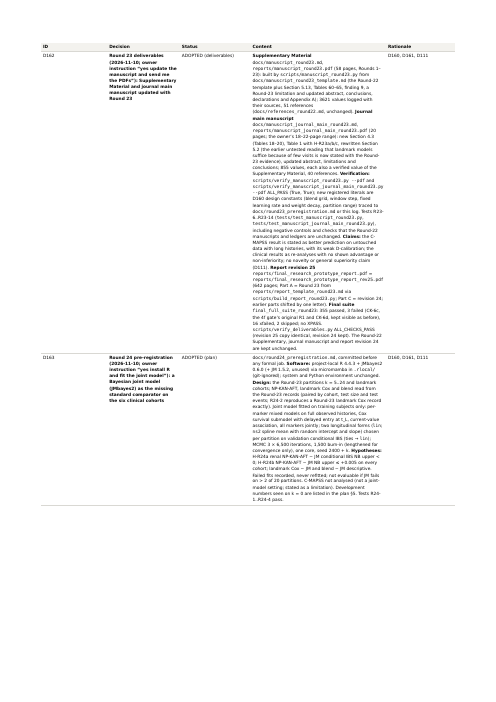 ID Decision Status Content Rationale
D162 Round 23 deliverables ADOPTED (deliverables) Supplementary Material D160, D161, D111
(2026-11-10; owner docs/manuscript_round23.md,
instruction "yes update the reports/manuscript_round23.pdf (58 pages, Rounds 1–
manuscript and send me 23; built by scripts/manuscript_round23.py from
the PDFs"): Supplementary docs/manuscript_template_round23.md (the Round-22
Material and Journal main template plus Section 5.13, Tables 60–65, finding 9, a
manuscript updated with Round-23 limitation and updated abstract, conclusions,
Round 23 declarations and Appendix A); 3621 values logged with
their sources, 51 references
(docs/references_round22.md, unchanged). Journal
main manuscript
docs/manuscript_journal_main_round23.md,
reports/manuscript_journal_main_round23.pdf (20
pages; the owner's 18–22-page range): new Section 4.3
(Tables 18–20), Table 1 with H-R23a/b/c, rewritten Section
5.2 (the earlier untested reading that landmark models
suffice because of few visits is now stated with the Round-
23 evidence), updated abstract, limitations and
conclusions; 855 values, each also a verified value of the
Supplementary Material, 40 references. Verification:
scripts/verify_manuscript_round23.py --pdf and
scripts/verify_manuscript_journal_main_round23.py
--pdf ALL_PASS (True, True); new registered literals are
D160 design constants (blend grid, window step, fixed
learning rate and weight decay, partition range) traced to
docs/round23_preregistration.md or this log. Tests R23-
6..R23-14 (tests/test_manuscript_round23.py,
tests/test_manuscript_journal_main_round23.py),
including negative controls and checks that the Round-22
manuscripts and ledgers are unchanged. Claims: the C-
MAPSS result is stated as better prediction on untouched
data with long histories, with its weak D-calibration; the
clinical results as re-analyses with no shown advantage or
non-inferiority; no novelty or general superiority claim
(D111). Report revision 25
reports/final_prototype_report.pdf =
reports/final_research_prototype_report_rev25.pdf
(642 pages; Part A = Round 23 from
reports/report_template_round23.md via
scripts/build_report_round23.py; Part C = revision 24;
earlier parts shifted by one letter). Final suite
final_full_suite_round23: 355 passed, 3 failed (CK-6c,
the 4f gate's original R1 and CK-6d,
kept visible as before),
16 xfailed, 2 skipped; no XPASS.
scripts/verify_deliverables.py ALL_CHECKS_PASS
(revision 25 copy identical, revision 24 kept). The Round-22
supplementary, journal manuscript and report revision 24
are kept unchanged.
D163 Round 24 pre-registration ADOPTED (plan) docs/round24_preregistration.md, committed before D160, D161, D111
(2026-11-10; owner any formal job. Software: project-local R 4.4.3 + JMbayes2
instruction "yes install R 0.6.0 (+ JM 1.5.2, unused) via micromamba in .rlocal/
and fit the joint model"): a (git-ignored); system and Python environment unchanged.
Bayesian joint model Design: the Round-23 partitions k = 5..24 and landmark
(JMbayes2) as the missing cohorts; NP-KAN-AFT, landmark Cox and blend read from
standard comparator on the Round-23 records (paired by cohort, test size and test
the six clinical cohorts events, R24-2 reproduces a Round-23 landmark Cox record
exactly). Joint model fitted on training subjects only: per-
marker mixed models on full observed histories, Cox
survival submodel with delayed entry at t_L, current-value
association, all markers jointly; two longitudinal forms (lin;
ns2 spline mean with random intercept and slope) chosen
per partition on validation conditional IBS (ties → lin);
MCMC 3 × 6,500 iterations, 1,500 burn-in (lengthened for
convergence only), one core, seed 2400 + k. Hypotheses:
H-R24a renal NP-KAN-AFT − JM conditional IBS NB upper <
0; H-R24b NP-KAN-AFT − JM NB upper < +0.005 on every
cohort; landmark Cox − JM and blend − JM descriptive.
Failed fits recorded, never refitted; not evaluable if JM fails
on > 2 of 20 partitions. C-MAPSS not analysed (not a joint-
model setting; stated as a limitation). Development
numbers seen on k = 0 are listed in the plan §5. Tests R24-
1..R24-4 pass.